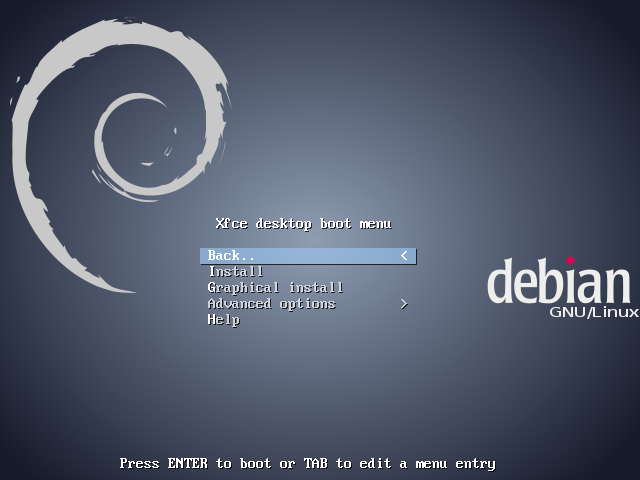 Xfce desktop boot menu
Back.. <
Install
Graphical install
Advanced options >
Help
debian
GNU/Linux
Press ENTER to boot or TAB to edit a menu entry